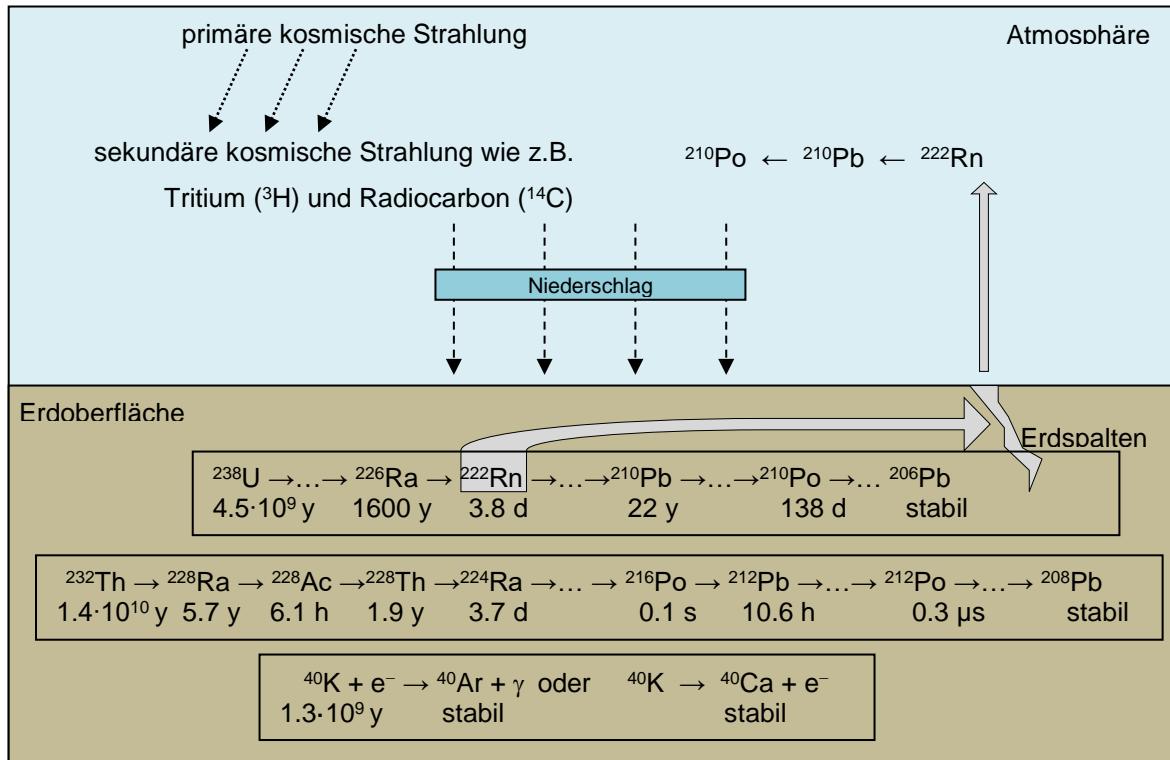 primäre kosmische Strahlung
Atmosphäre
sekundäre kosmische Strahlung wie z.B.
Tritium (³H) und Radiocarbon (¹⁴C)
²¹⁰Po ← ²¹⁰Pb ← ²²²Rn
Niederschlag
Erdoberfläche
Erdspalten
²³⁸U →…→ ²²⁶Ra → ²²²Rn →…→ ²¹⁰Pb →…→ ²¹⁰Po →… ²⁰⁶Pb
4.5·10⁹ y 1600 y 3.8 d 22 y 138 d stabil
²³²Th → ²²⁸Ra → ²²⁸Ac → ²²⁸Th → ²²⁴Ra →… → ²¹⁶Po → ²¹²Pb →… → ²¹²Po →…→ ²⁰⁸Pb
1.4·10¹⁰ y 5.7 y 6.1 h 1.9 y 3.7 d 0.1 s 10.6 h 0.3 µs stabil
⁴⁰K + e⁻ → ⁴⁰Ar + γ oder ⁴⁰K → ⁴⁰Ca + e⁻
1.3·10⁹ y stabil stabil